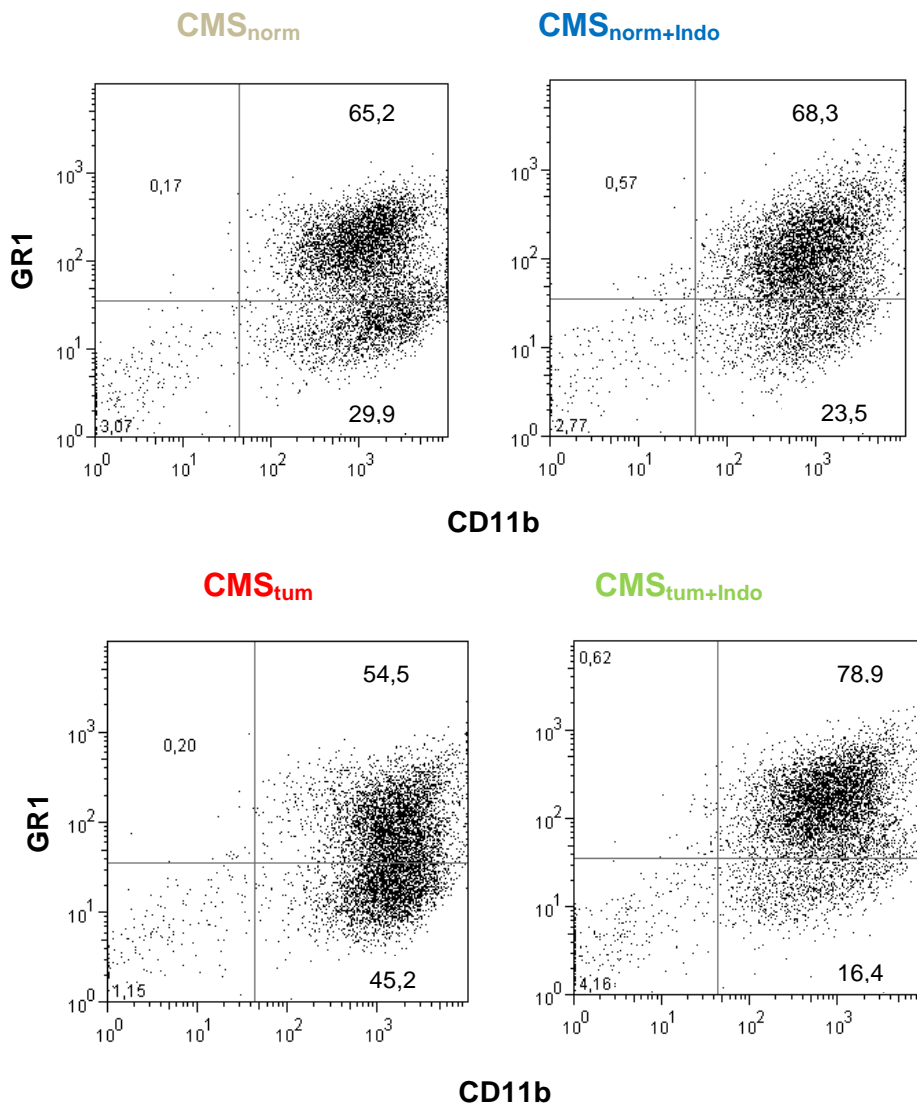 CMSnorm
CMSnorm+Indo
65,2
0,17
10³
10²
10¹
10⁰
3,07
29,9
10⁰ 10¹ 10² 10³
GR1
68,3
0,57
10³
10²
10¹
10⁰
2,77
23,5
10⁰ 10¹ 10² 10³
CD11b
CMStum
CMStum+Indo
54,5
0,20
10³
10²
10¹
10⁰
1,15
45,2
10⁰ 10¹ 10² 10³
GR1
0,62
78,9
10³
10²
10¹
10⁰
4,16
16,4
10⁰ 10¹ 10² 10³
CD11b